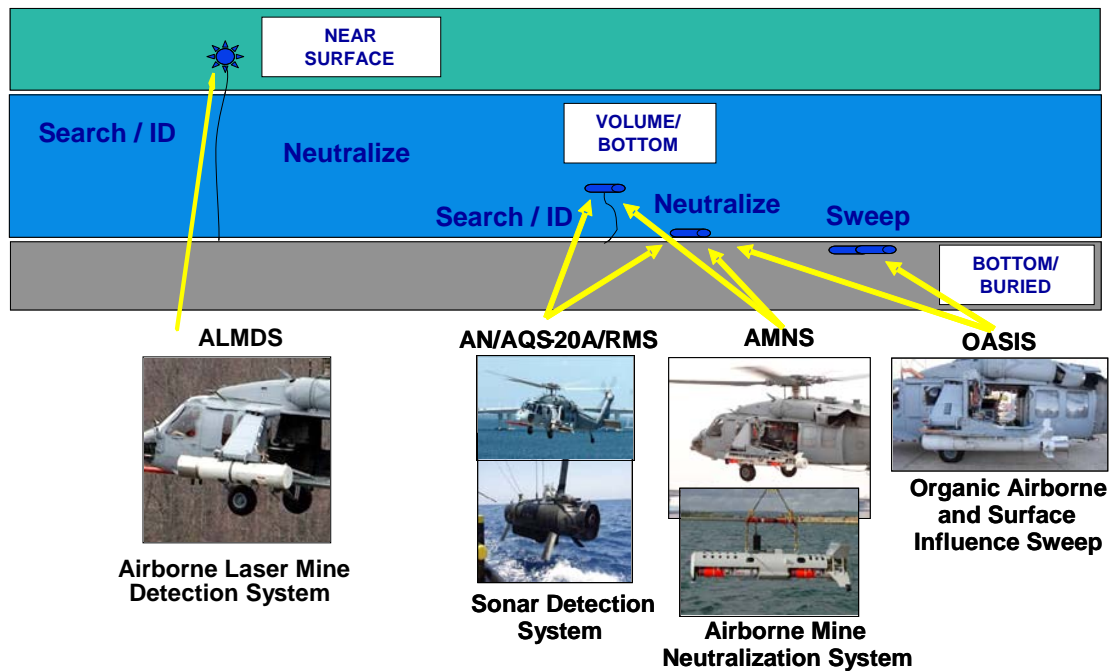 NEAR
SURFACE
Search / ID
Neutralize
VOLUME/
BOTTOM
Search / ID
Neutralize
Sweep
BOTTOM/
BURIED
ALMDS
AN/AQS-20A/RMS
AMNS
OASIS
Airborne Laser Mine
Detection System
Sonar Detection
System
Airborne Mine
Neutralization System
Organic Airborne
and Surface
Influence Sweep